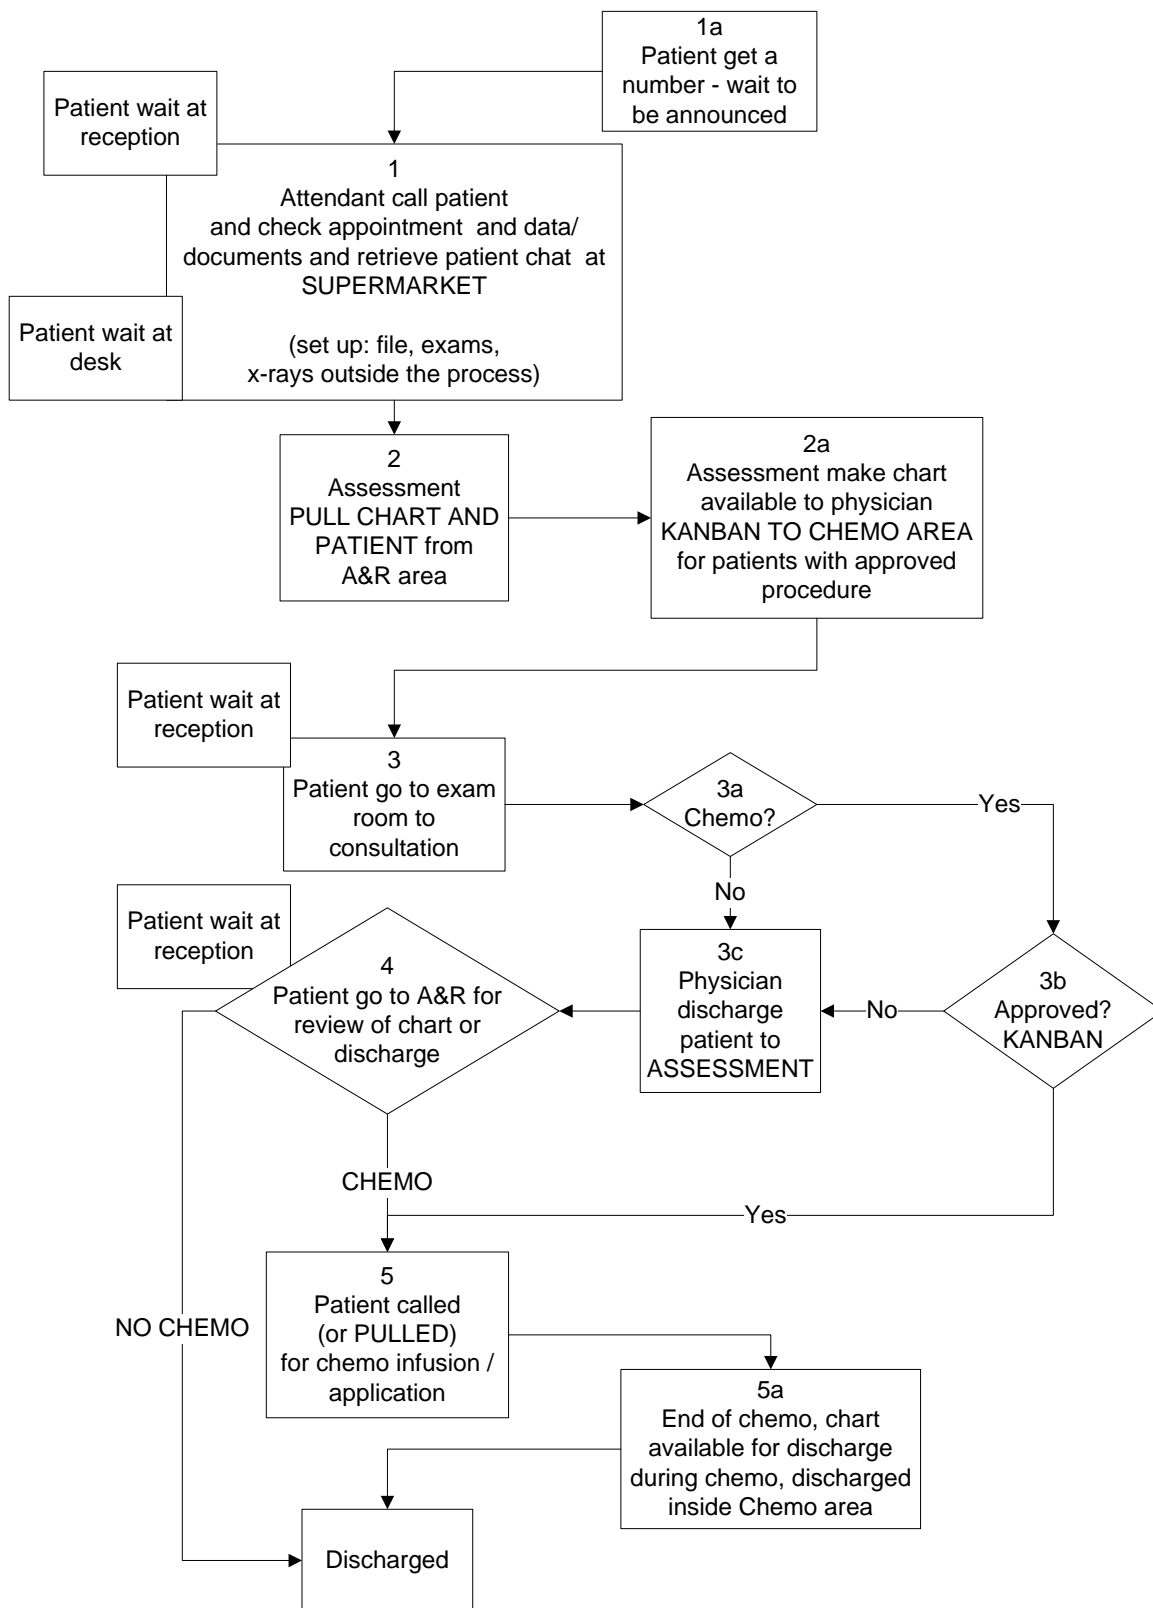 1a
Patient get a
number - wait to
be announced
Patient wait at
reception
1
Attendant call patient
and check appointment and data/
documents and retrieve patient chat at
SUPERMARKET
(set up: file, exams,
x-rays outside the process)
Patient wait at
desk
2
Assessment
PULL CHART AND
PATIENT from
A&R area
2a
Assessment make chart
available to physician
KANBAN TO CHEMO AREA
for patients with approved
procedure
Patient wait at
reception
3
Patient go to exam
room to
consultation
3a
Chemo?
Yes
No
Patient wait at
reception
4
Patient go to A&R for
review of chart or
discharge
3c
Physician
discharge
patient to
ASSESSMENT
No
3b
Approved?
KANBAN
CHEMO
Yes
NO CHEMO
5
Patient called
(or PULLED)
for chemo infusion /
application
5a
End of chemo, chart
available for discharge
during chemo, discharged
inside Chemo area
Discharged